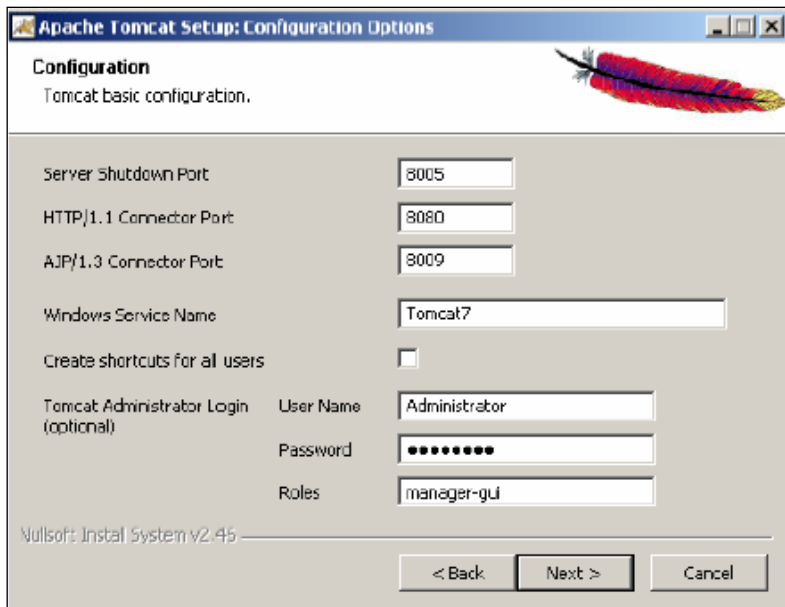 Apache Tomcat Setup: Configuration Options
Configuration
Tomcat basic configuration.
Server Shutdown Port 8005
HTTP/1.1 Connector Port 8080
AJP/1.3 Connector Port 8009
Windows Service Name Tomcat7
Create shortcuts for all users
Tomcat Administrator Login User Name Administrator
(optional)
Password ●●●●●●●●
Roles manager-gui
Nullsoft Install System v2.46
< Back Next > Cancel